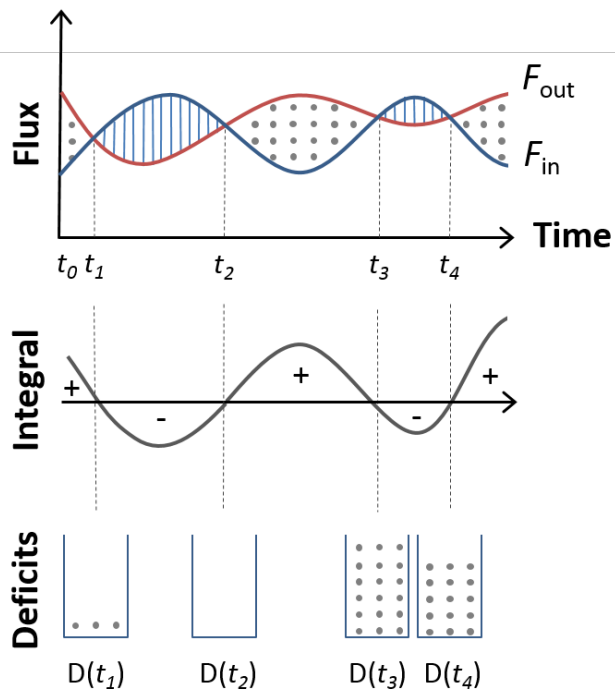 Flux
F_out
F_in
Time
t_0 t_1 t_2 t_3 t_4
Integral
+ - + - +
Deficits
D(t_1) D(t_2) D(t_3) D(t_4)